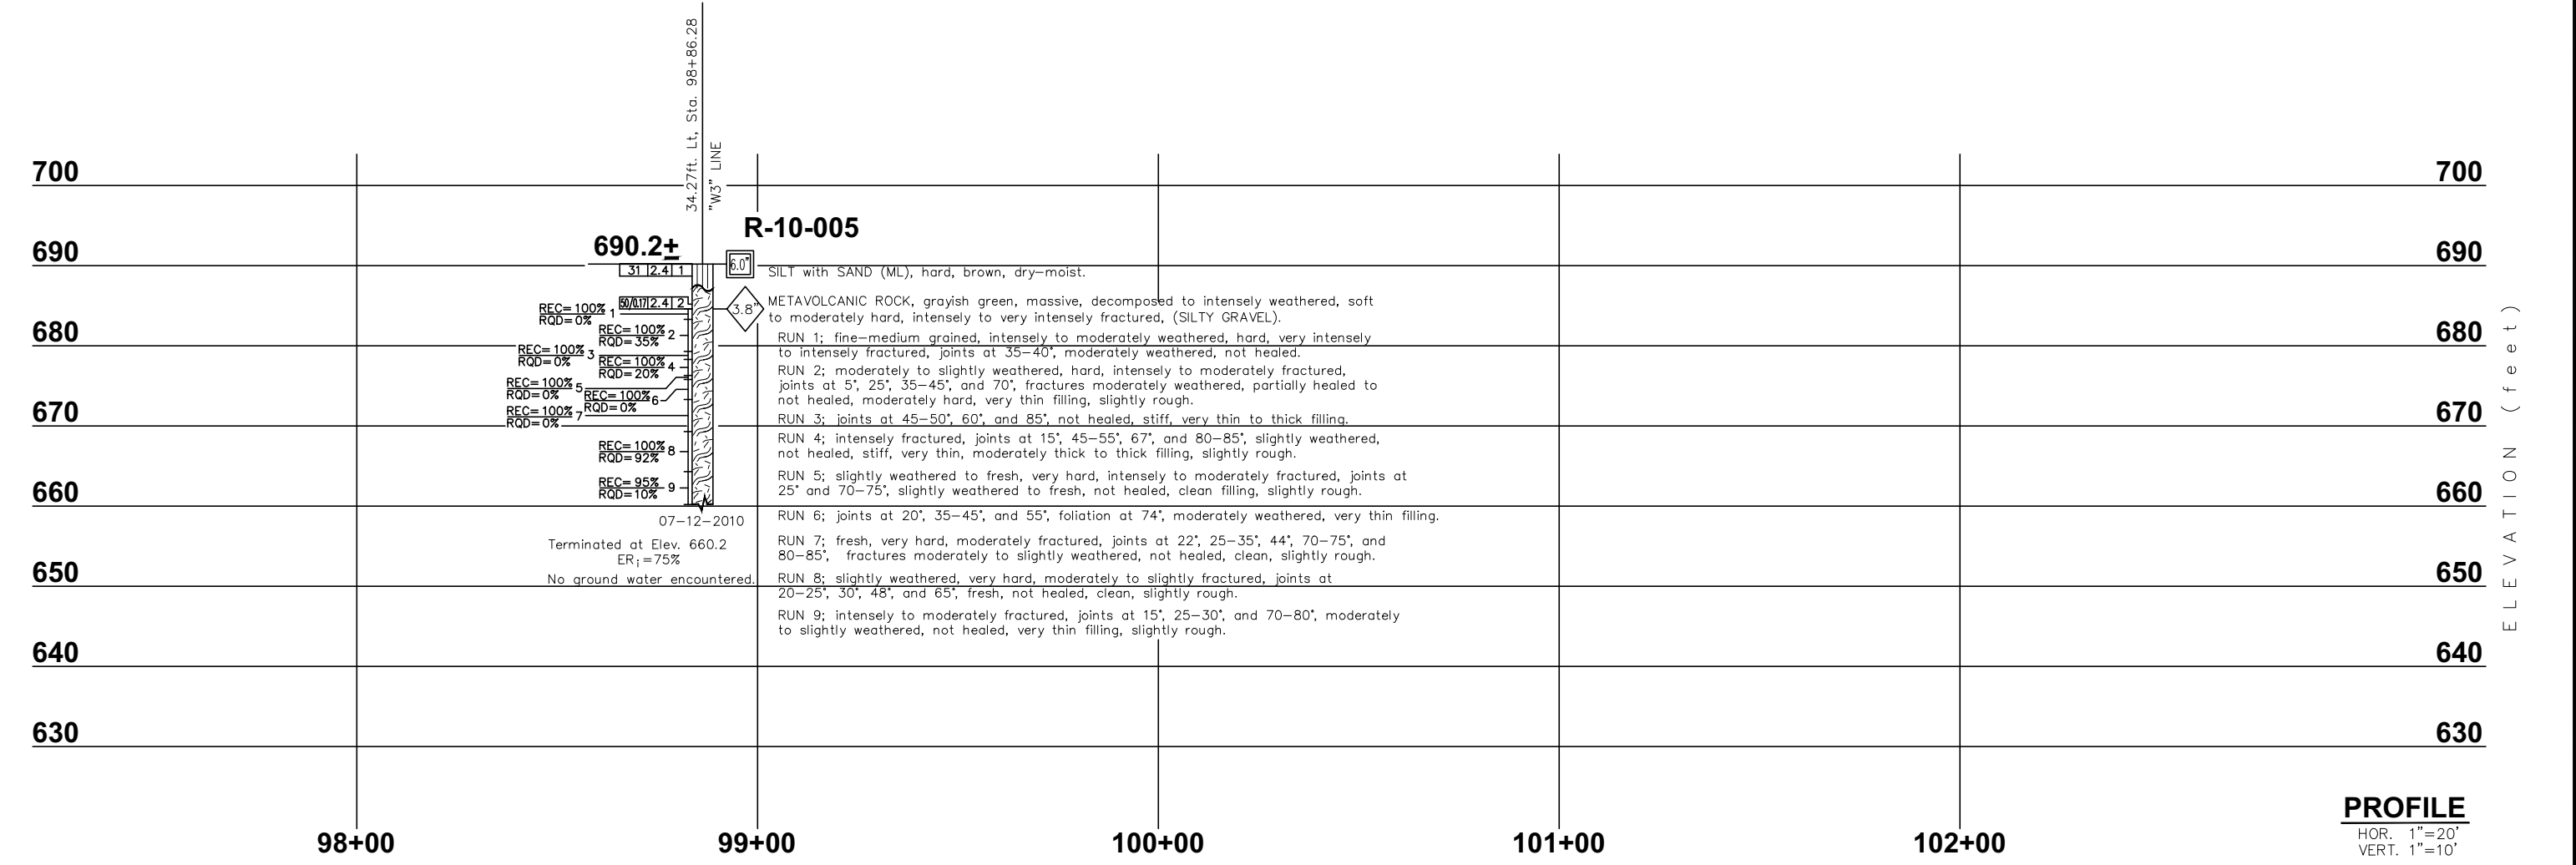 34.27ft. Lt, Sta. 98+86.28
"W3" LINE
700
700
R-10-005
690.2±
690
690
6.0"
31 2.4 1
SILT with SAND (ML), hard, brown, dry-moist.
50/0.17 2.4 2
3.8"
METAVOLCANIC ROCK, grayish green, massive, decomposed to intensely weathered, soft
to moderately hard, intensely to very intensely fractured, (SILTY GRAVEL).
REC= 100% 1
RQD= 0%
REC= 100% 2
RQD= 35%
680
680
RUN 1; fine-medium grained, intensely to moderately weathered, hard, very intensely
to intensely fractured, joints at 35-40°, moderately weathered, not healed.
REC= 100% 3
RQD= 0%
REC= 100% 4
RQD= 20%
RUN 2; moderately to slightly weathered, hard, intensely to moderately fractured,
joints at 5°, 25°, 35-45°, and 70°, fractures moderately weathered, partially healed to
not healed, moderately hard, very thin filling, slightly rough.
REC= 100% 5
RQD= 0%
REC= 100% 6
RQD= 0%
REC= 100% 7
RQD= 0%
670
670
RUN 3; joints at 45-50°, 60°, and 85°, not healed, stiff, very thin to thick filling.
RUN 4; intensely fractured, joints at 15°, 45-55°, 67°, and 80-85°, slightly weathered,
not healed, stiff, very thin, moderately thick to thick filling, slightly rough.
REC= 100% 8
RQD= 92%
RUN 5; slightly weathered to fresh, very hard, intensely to moderately fractured, joints at
25° and 70-75°, slightly weathered to fresh, not healed, clean filling, slightly rough.
REC= 95% 9
RQD= 10%
660
660
07-12-2010
RUN 6; joints at 20°, 35-45°, and 55°, foliation at 74°, moderately weathered, very thin filling.
Terminated at Elev. 660.2
ERi=75%
No ground water encountered.
RUN 7; fresh, very hard, moderately fractured, joints at 22°, 25-35°, 44°, 70-75°, and
80-85°, fractures moderately to slightly weathered, not healed, clean, slightly rough.
650
650
RUN 8; slightly weathered, very hard, moderately to slightly fractured, joints at
20-25°, 30°, 48°, and 65°, fresh, not healed, clean, slightly rough.
RUN 9; intensely to moderately fractured, joints at 15°, 25-30°, and 70-80°, moderately
to slightly weathered, not healed, very thin filling, slightly rough.
640
640
630
630
ELEVATION (feet)
98+00
99+00
100+00
101+00
102+00
PROFILE
HOR. 1"=20'
VERT. 1"=10'